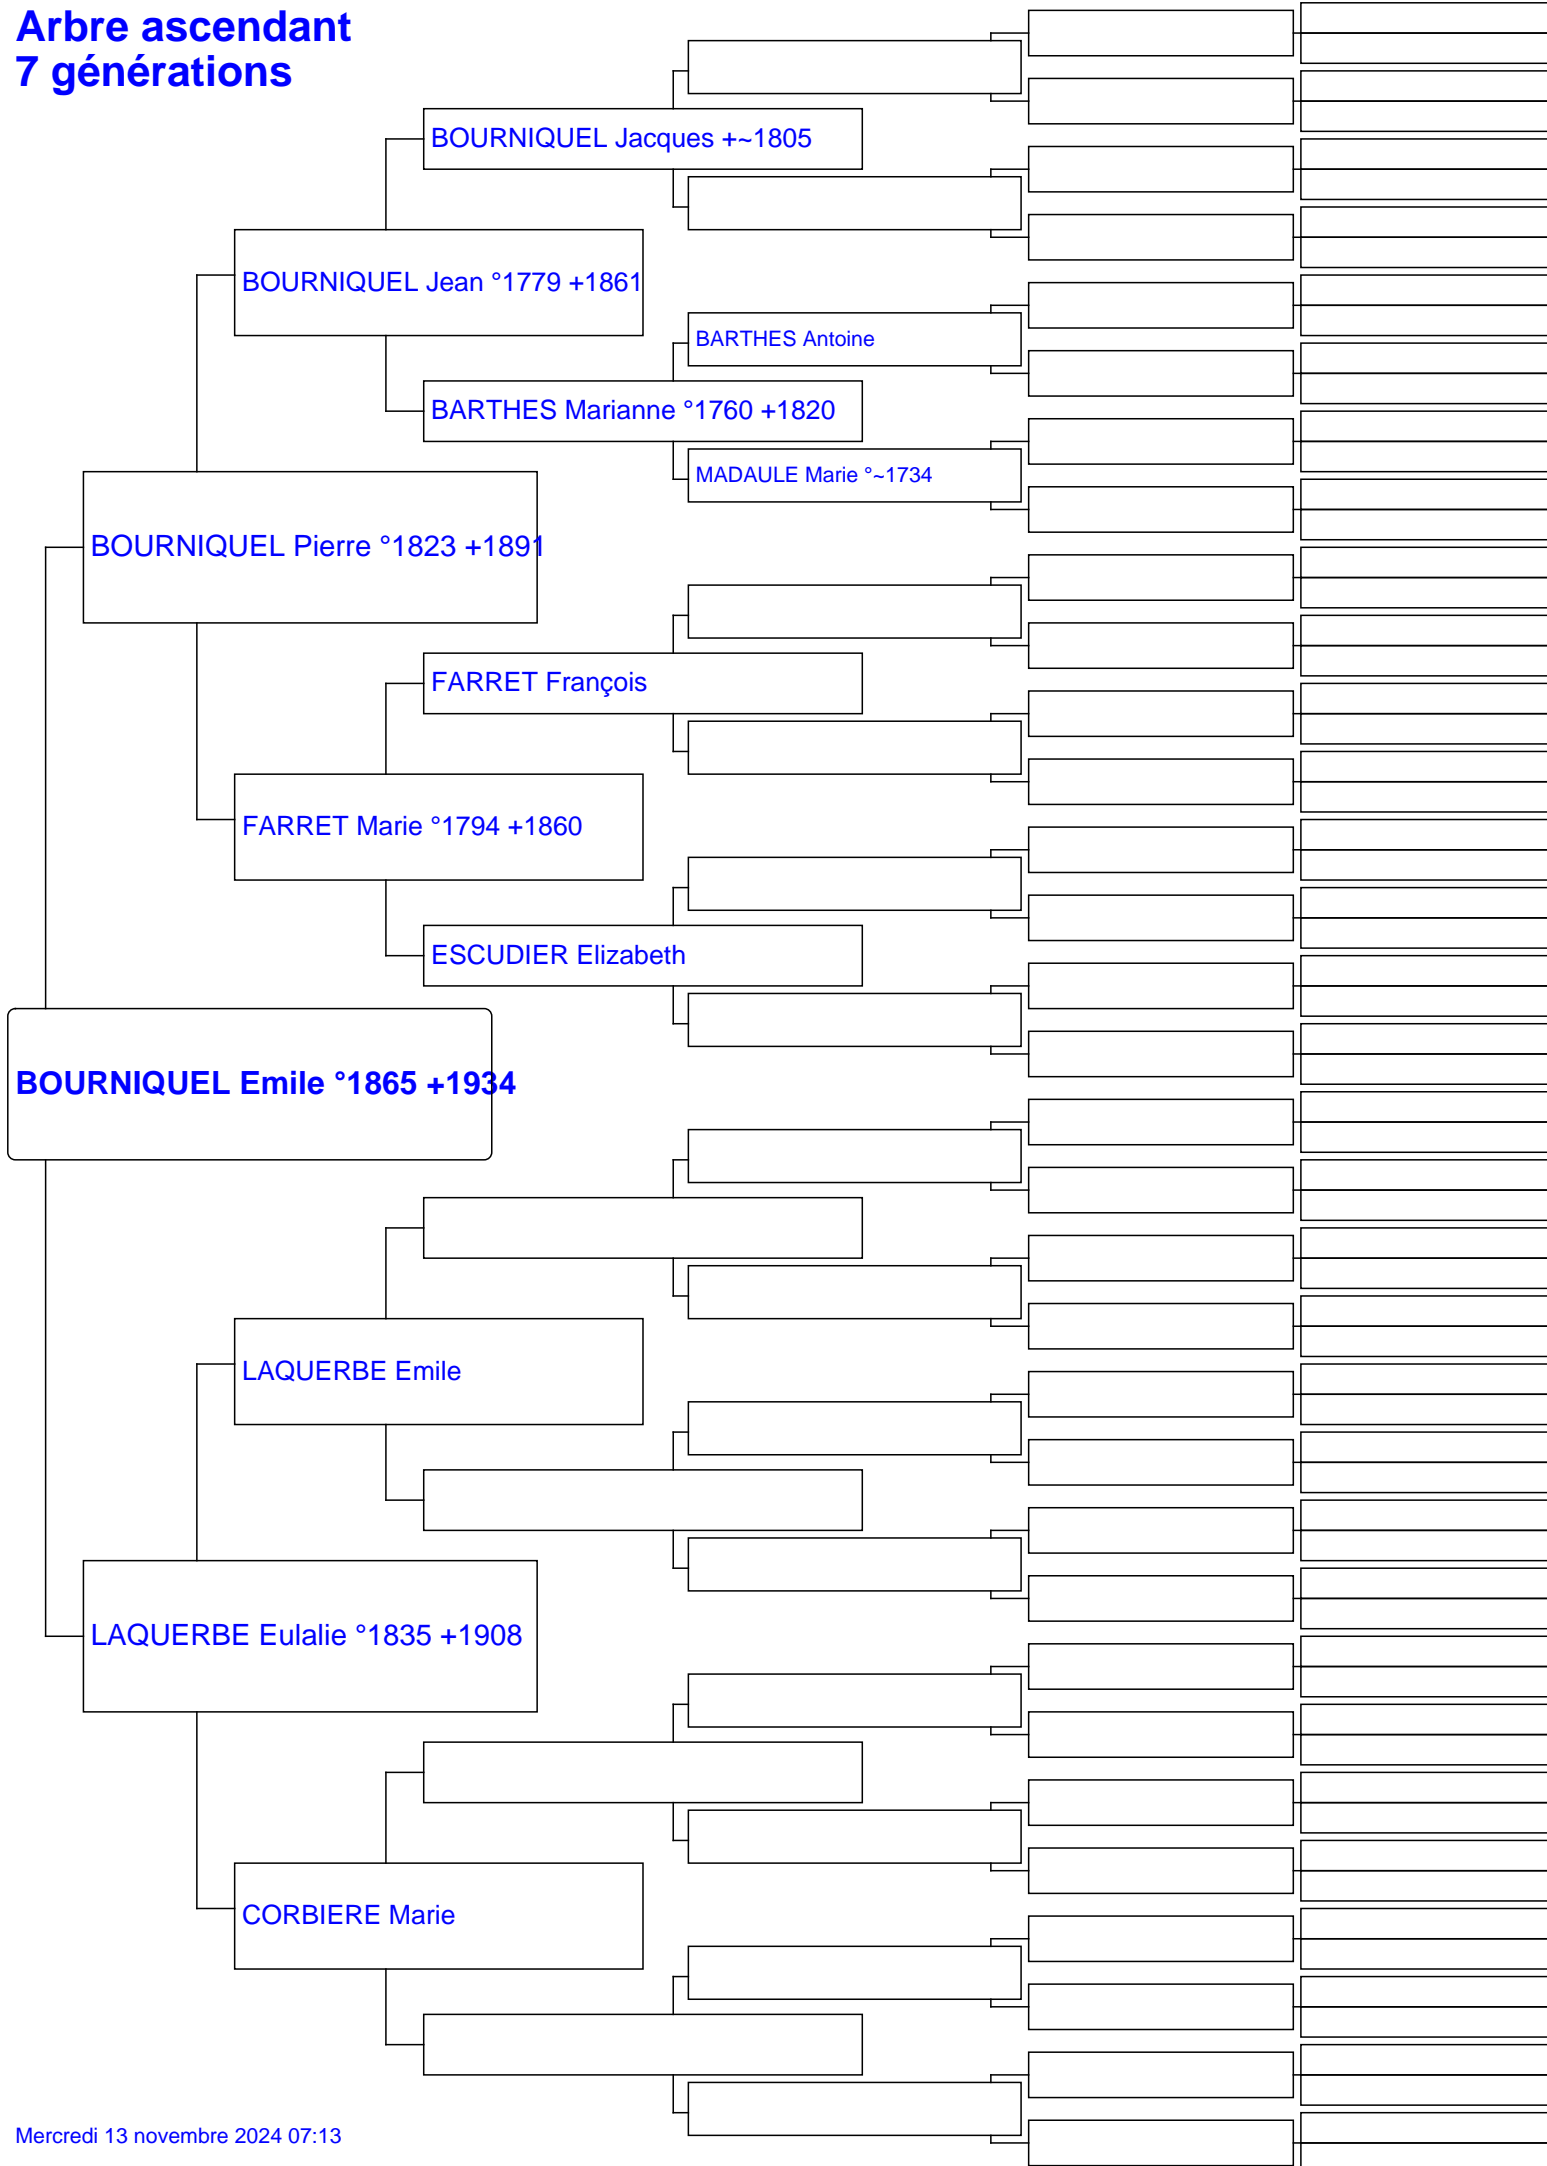 Arbre ascendant
7 générations
BOURNIQUEL Jacques +~1805
BOURNIQUEL Jean °1779 +1861
BARTHES Antoine
BARTHES Marianne °1760 +1820
MADAULE Marie °~1734
BOURNIQUEL Pierre °1823 +1891
FARRET François
FARRET Marie °1794 +1860
ESCUDIER Elizabeth
BOURNIQUEL Emile °1865 +1934
LAQUERBE Emile
LAQUERBE Eulalie °1835 +1908
CORBIERE Marie
Mercredi 13 novembre 2024 07:13